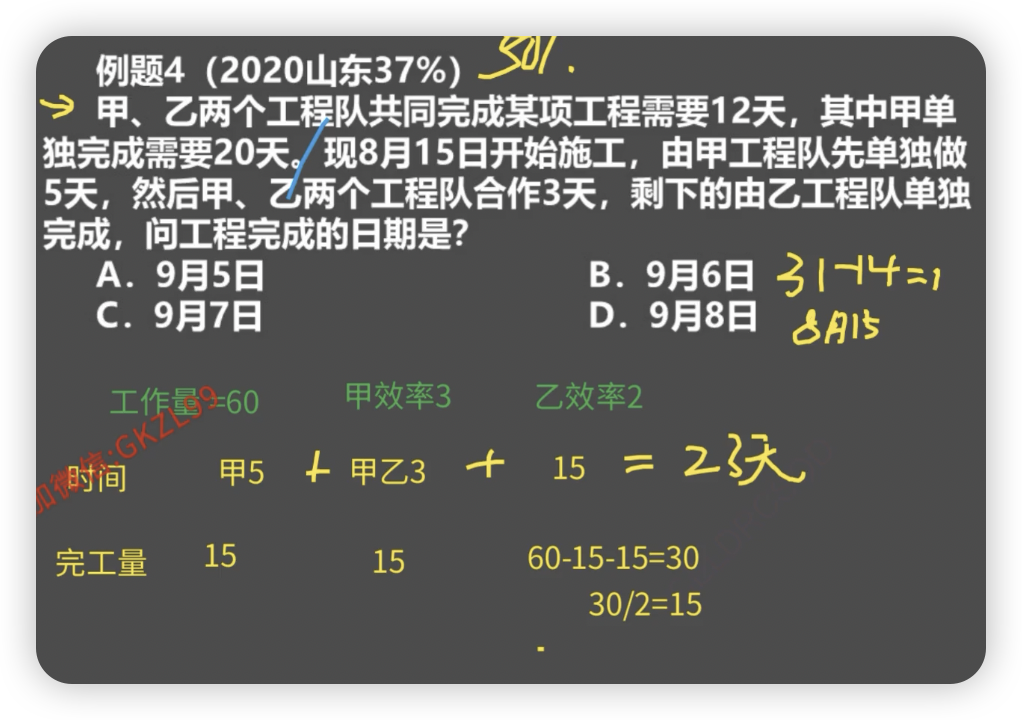 例题4（2020山东37%） 50%.
→ 甲、乙两个工程队共同完成某项工程需要12天，其中甲单
独完成需要20天。现8月15日开始施工，由甲工程队先单独做
5天，然后甲、乙两个工程队合作3天，剩下的由乙工程队单独
完成，问工程完成的日期是？
A．9月5日 B．9月6日 31-14=1
C．9月7日 D．9月8日 8月15
工作量=60 甲效率3 乙效率2
加微信:GKZL99
时间 甲5 + 甲乙3 + 15 = 23天
完工量 15 15 60-15-15=30
30/2=15